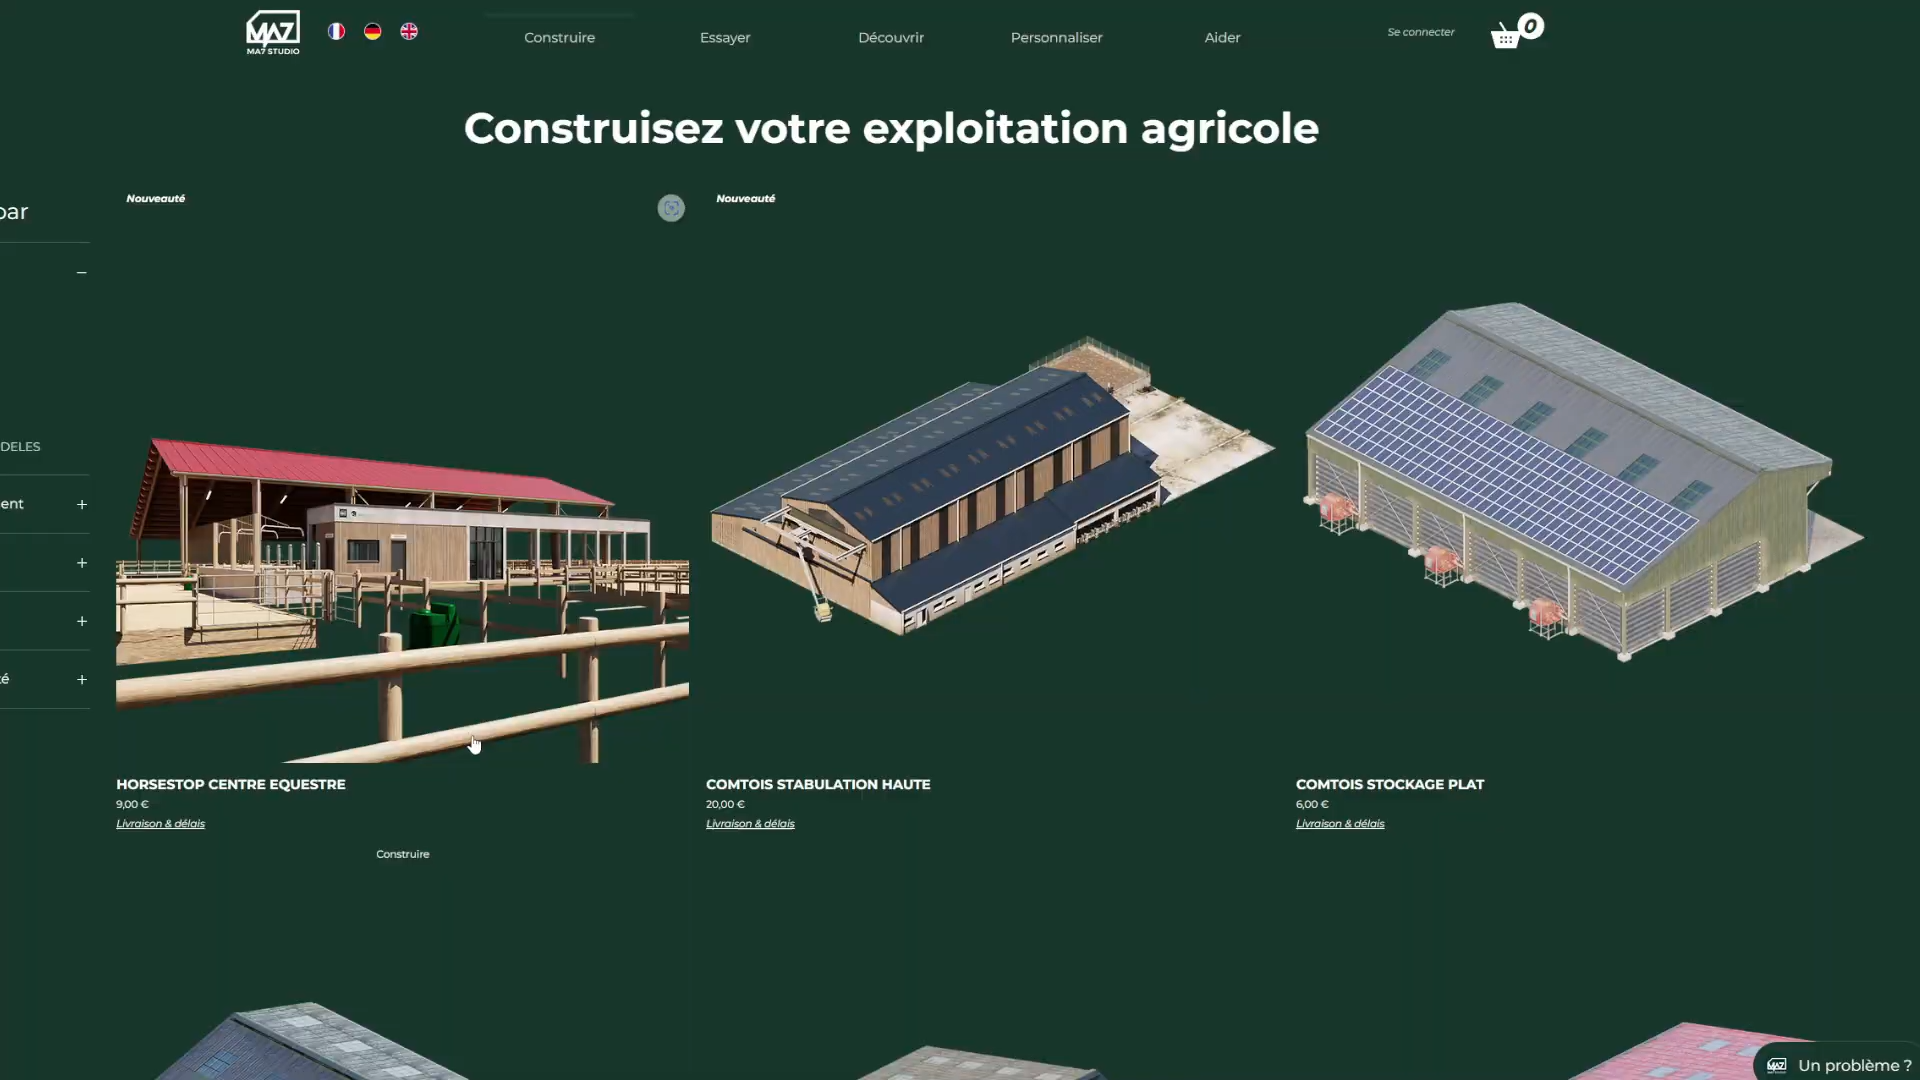 MA7
MA7 STUDIO
Construire
Essayer
Découvrir
Personnaliser
Aider
Se connecter
0
Construisez votre exploitation agricole
Nouveauté
Nouveauté
par
DELES
ent
té
HORSESTOP CENTRE EQUESTRE
9,00 €
Livraison & délais
Construire
COMTOIS STABULATION HAUTE
20,00 €
Livraison & délais
COMTOIS STOCKAGE PLAT
6,00 €
Livraison & délais
MA7
Un problème ?